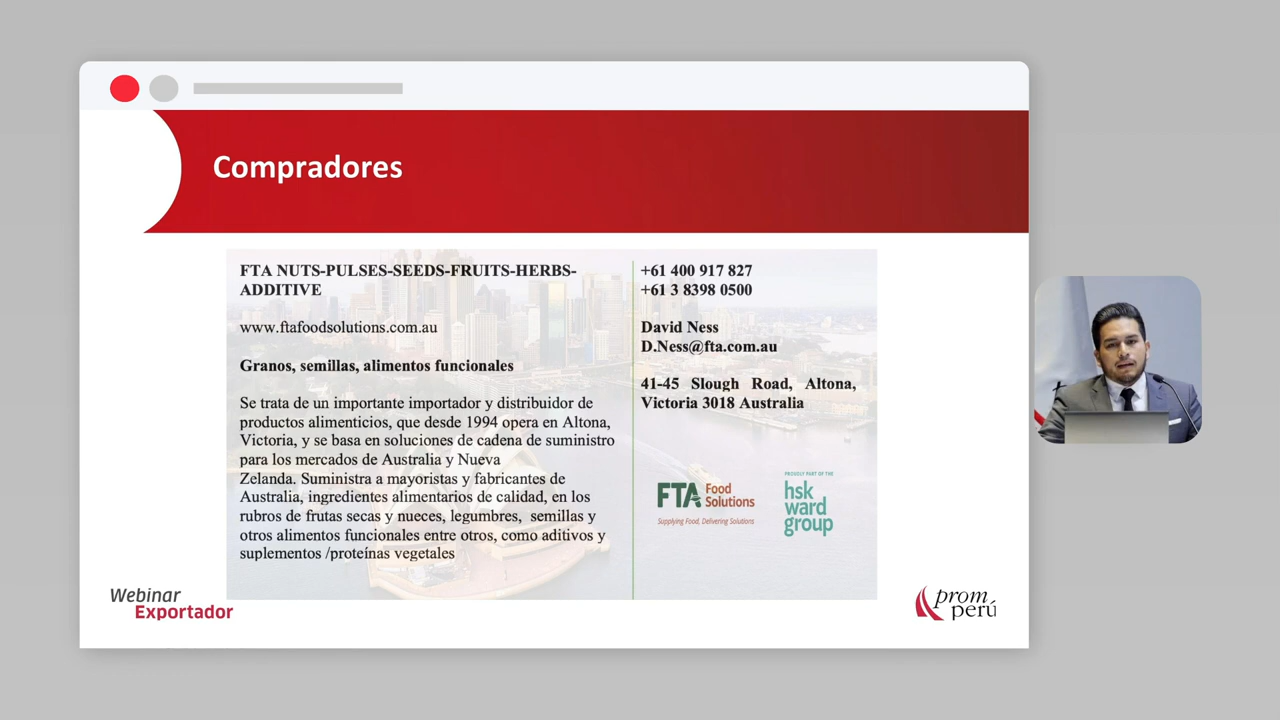 Compradores
FTA NUTS-PULSES-SEEDS-FRUITS-HERBS-
ADDITIVE
www.ftafoodsolutions.com.au
Granos, semillas, alimentos funcionales
Se trata de un importante importador y distribuidor de
productos alimenticios, que desde 1994 opera en Altona,
Victoria, y se basa en soluciones de cadena de suministro
para los mercados de Australia y Nueva
Zelanda. Suministra a mayoristas y fabricantes de
Australia, ingredientes alimentarios de calidad, en los
rubros de frutas secas y nueces, legumbres, semillas y
otros alimentos funcionales entre otros, como aditivos y
suplementos /proteínas vegetales
+61 400 917 827
+61 3 8398 0500
David Ness
D.Ness@fta.com.au
41-45 Slough Road, Altona,
Victoria 3018 Australia
FTA Food
Solutions
Supplying Food, Delivering Solutions
PROUDLY PART OF THE
hsk
ward
group
Webinar
Exportador
prom
perú